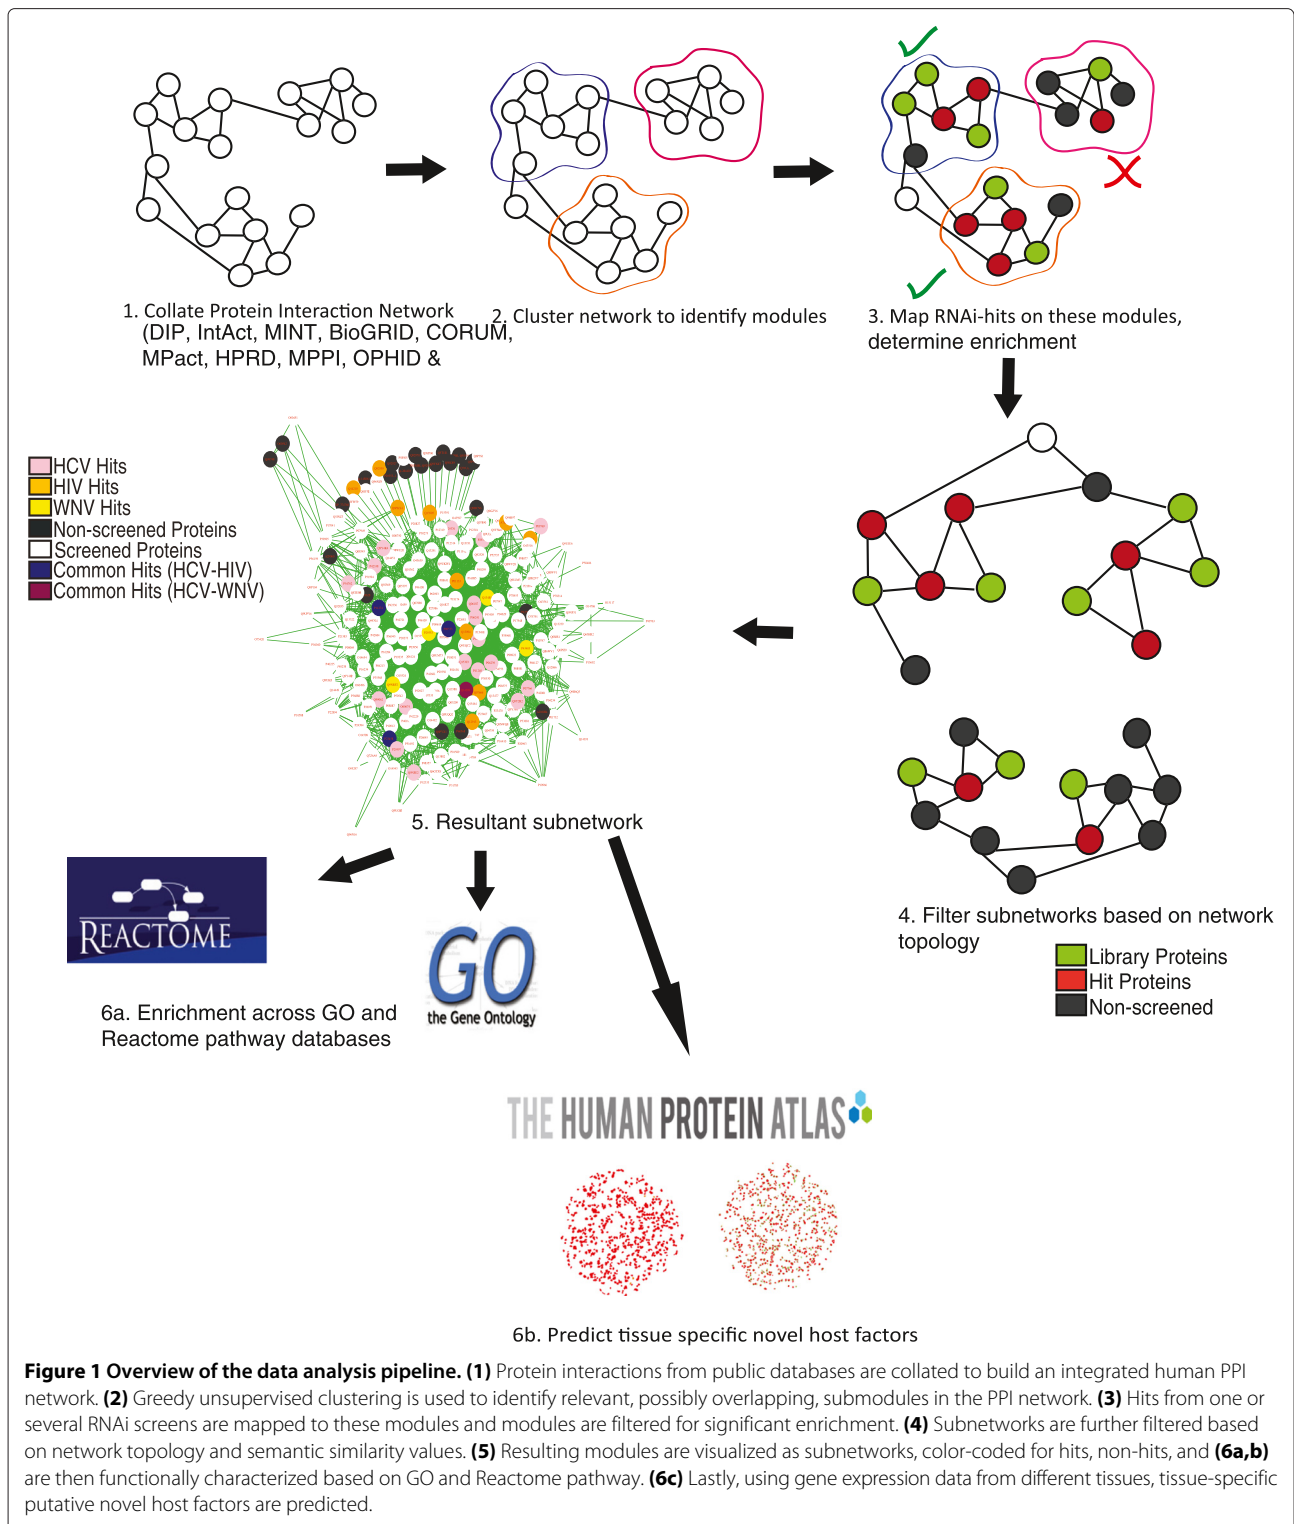 1. Collate Protein Interaction Network
(DIP, IntAct, MINT, BioGRID, CORUM,
MPact, HPRD, MPPI, OPHID &
2. Cluster network to identify modules
3. Map RNAi-hits on these modules,
determine enrichment
HCV Hits
HIV Hits
WNV Hits
Non-screened Proteins
Screened Proteins
Common Hits (HCV-HIV)
Common Hits (HCV-WNV)
4. Filter subnetworks based on network
topology
Library Proteins
Hit Proteins
Non-screened
5. Resultant subnetwork
REACTOME
GO
the Gene Ontology
6a. Enrichment across GO and
Reactome pathway databases
THE HUMAN PROTEIN ATLAS
6b. Predict tissue specific novel host factors
Figure 1 Overview of the data analysis pipeline. (1) Protein interactions from public databases are collated to build an integrated human PPI
network. (2) Greedy unsupervised clustering is used to identify relevant, possibly overlapping, submodules in the PPI network. (3) Hits from one or
several RNAi screens are mapped to these modules and modules are filtered for significant enrichment. (4) Subnetworks are further filtered based
on network topology and semantic similarity values. (5) Resulting modules are visualized as subnetworks, color-coded for hits, non-hits, and (6a,b)
are then functionally characterized based on GO and Reactome pathway. (6c) Lastly, using gene expression data from different tissues, tissue-specific
putative novel host factors are predicted.